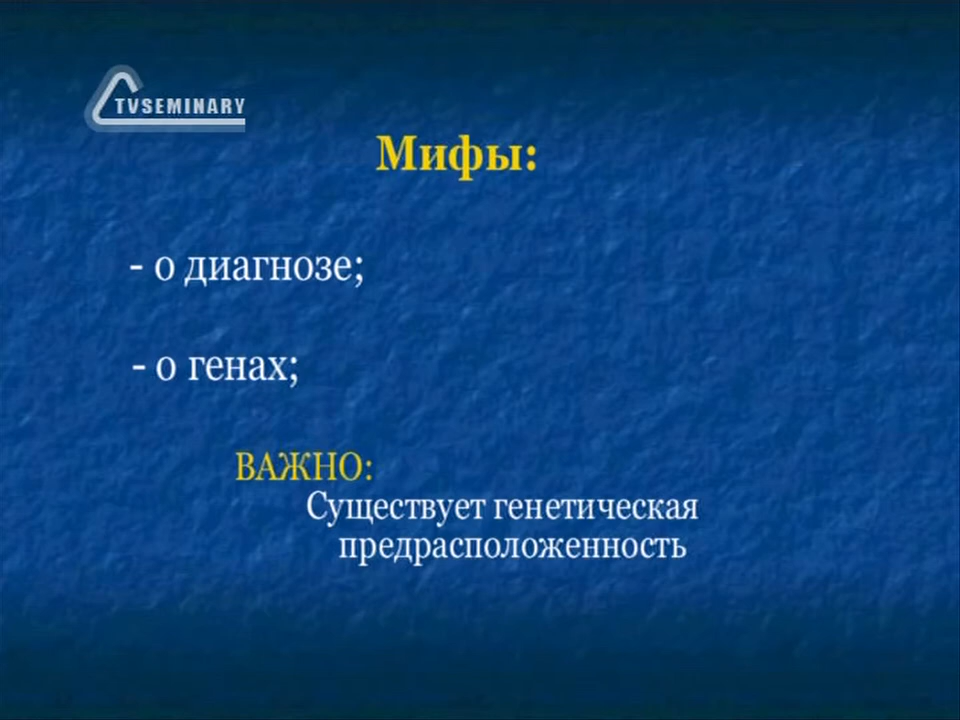 TVSEMINARY
Мифы:
- о диагнозе;
- о генах;
ВАЖНО:
Существует генетическая
предрасположенность